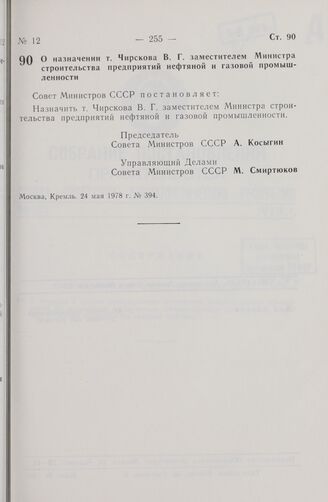 № 12 — 255 — Ст. 90
90 О назначении т. Чирскова В. Г. заместителем Министра
строительства предприятий нефтяной и газовой промыш-
ленности
Совет Министров СССР постановляет:
Назначить т. Чирскова В. Г. заместителем Министра строи-
тельства предприятий нефтяной и газовой промышленности.
Председатель
Совета Министров СССР А. Косыгин
Управляющий Делами
Совета Министров СССР М. Смиртюков
Москва, Кремль. 24 мая 1978 г. № 394.